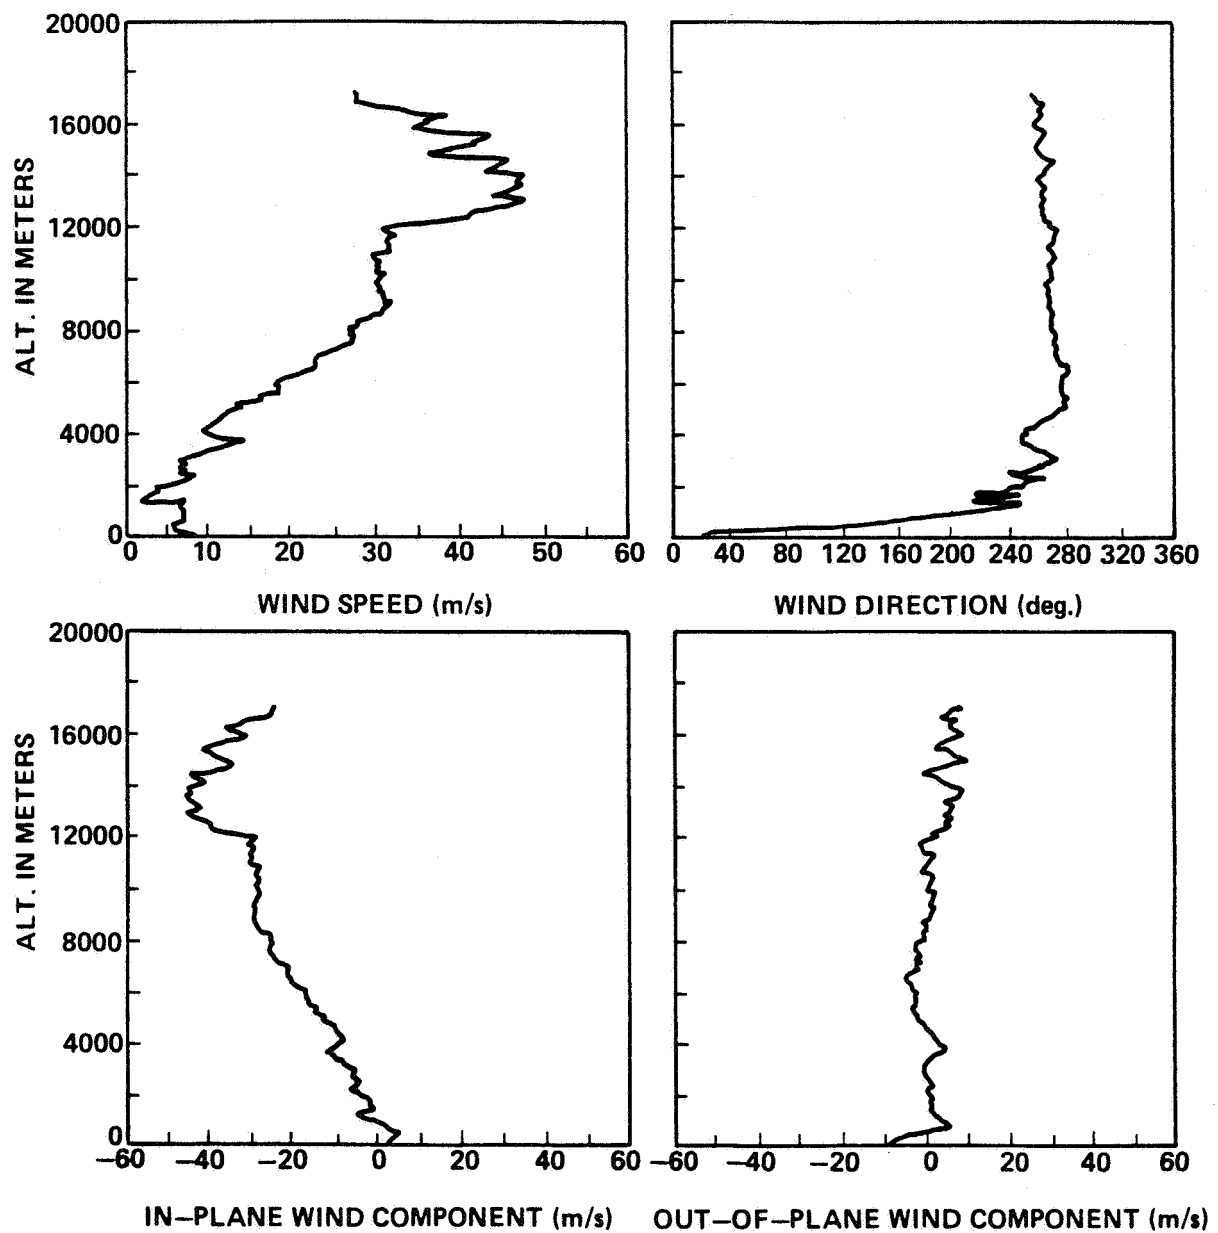 20000
16000
12000
8000
4000
0
ALT. IN METERS
0 10 20 30 40 50 60
WIND SPEED (m/s)
0 40 80 120 160 200 240 280 320 360
WIND DIRECTION (deg.)
20000
16000
12000
8000
4000
0
ALT. IN METERS
–60 –40 –20 0 20 40 60
IN–PLANE WIND COMPONENT (m/s)
–60 –40 –20 0 20 40 60
OUT–OF–PLANE WIND COMPONENT (m/s)